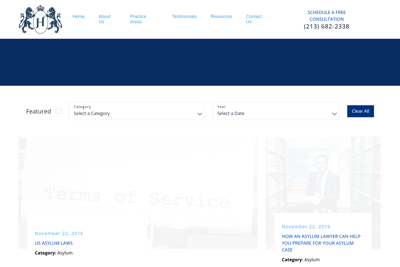 H
Home
About Us
Practice Areas
Testimonials
Resources
Contact Us
SCHEDULE A FREE
CONSULTATION
(213) 682-2338
Featured
Category
Select a Category
Year
Select a Date
Clear All
Terms of Service
November 22, 2016
US ASYLUM LAWS
Category: Asylum
November 22, 2016
HOW AN ASYLUM LAWYER CAN HELP
YOU PREPARE FOR YOUR ASYLUM
CASE
Category: Asylum